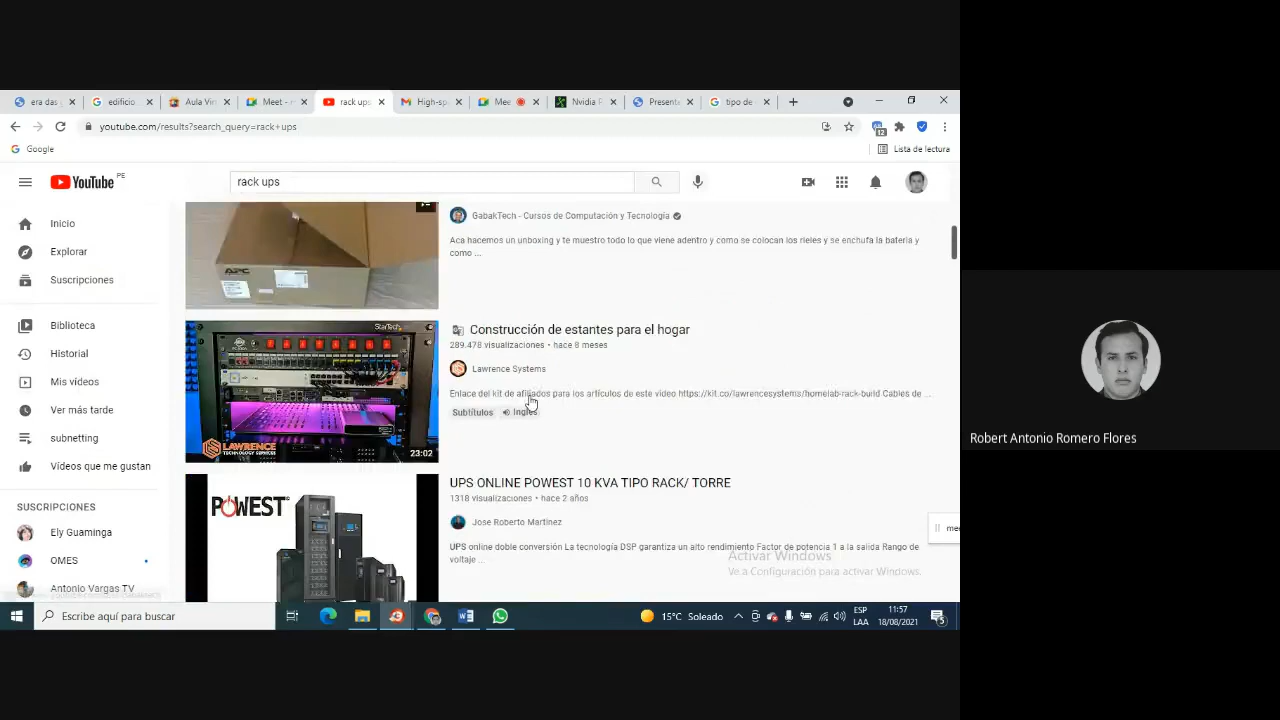 era das
edificio
Aula Vir
Meet -
rack ups
High-sp
Mee
Nvidia
Presenta
tipo de
youtube.com/results?search_query=rack+ups
12
Google
Lista de lectura
YouTube PE
rack ups
Inicio
Explorar
Suscripciones
Biblioteca
Historial
Mis vídeos
Ver más tarde
subnetting
Vídeos que me gustan
SUSCRIPCIONES
Ely Guaminga
OMES
Antonio Vargas TV
APC
GabakTech - Cursos de Computación y Tecnología
Aca hacemos un unboxing y te muestro todo lo que viene adentro y como se colocan los rieles y se enchufa la bateria y
como ...
StarTech
LAWRENCE
TECHNOLOGY SERVICES
23:02
Construcción de estantes para el hogar
289.478 visualizaciones • hace 8 meses
Lawrence Systems
Enlace del kit de afiliados para los artículos de este video https://kit.co/lawrencesystems/homelab-rack-build Cables de ...
Subtítulos
Inglés
POWEST
UPS ONLINE POWEST 10 KVA TIPO RACK/ TORRE
1318 visualizaciones • hace 2 años
Jose Roberto Martínez
UPS online doble conversión La tecnología DSP garantiza un alto rendimiento Factor de potencia 1 a la salida Rango de
voltaje ...
Activar Windows
Ve a Configuración para activar Windows.
Escribe aquí para buscar
15°C Soleado
ESP
LAA
11:57
18/08/2021
5
Robert Antonio Romero Flores